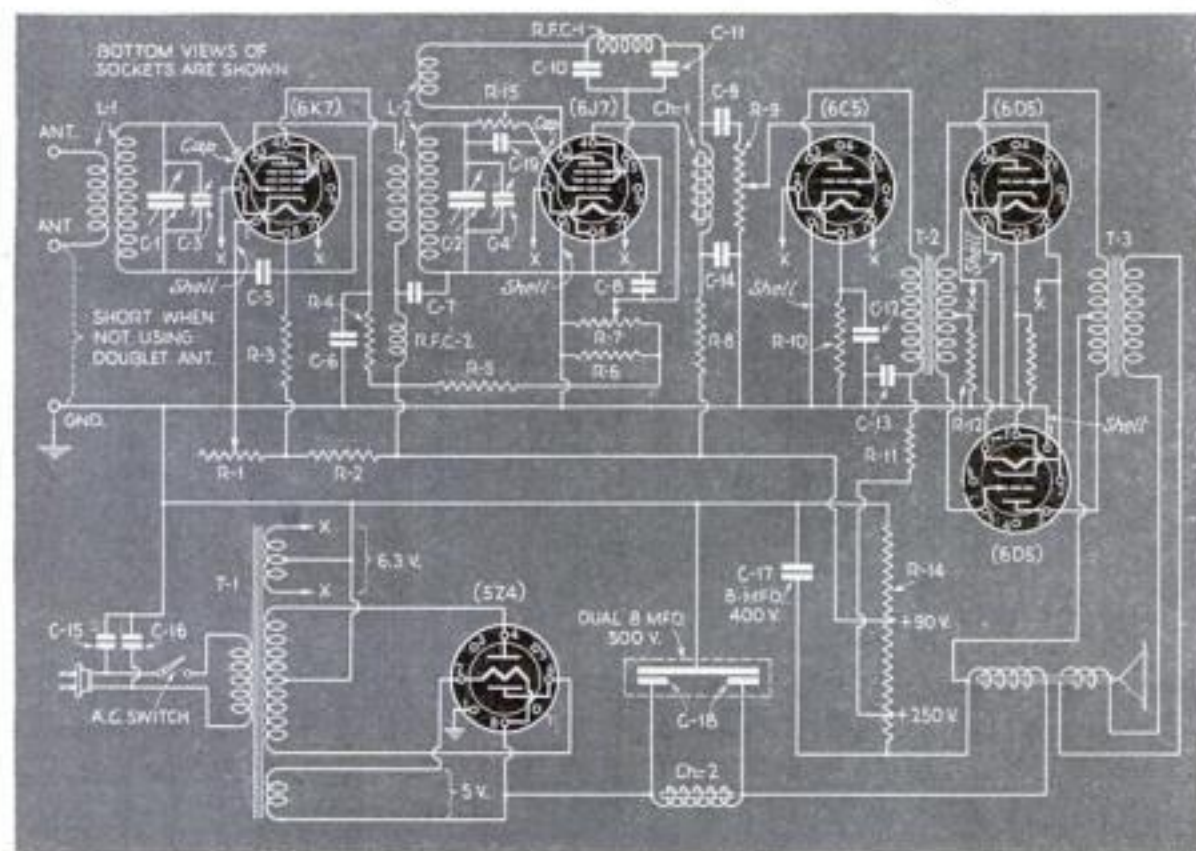 BOTTOM VIEWS OF
SOCKETS ARE SHOWN
R.F.C-1
C-11
C-10
L-1
ANT.
Cap
(6K7)
L-2
R-15
Cap
(6J7)
Ch-1
C-9
R-9
(6C5)
(6D5)
C-19
C-1
C-3
C-2
C-4
ANT
X
X
X
X
X
X
X
X
Shell
C-5
Shell
C-8
C-14
Shell
T-2
Shell
T-3
SHORT WHEN
NOT USING
DOUBLET ANT.
R-3
C-6
R-4
C-7
R.F.C-2
R-5
R-7
R-6
R-8
R-10
C-12
C-13
R-11
R-12
Shell
GND.
R-1
R-2
(6D5)
T-1
X
6.3 V.
X
(5Z4)
C-17
8-MFD.
400 V.
R-14
DUAL 8 MFD.
500 V.
+90 V.
C-15
C-16
A.C. SWITCH
C-18
+250 V.
Ch-2
5 V.